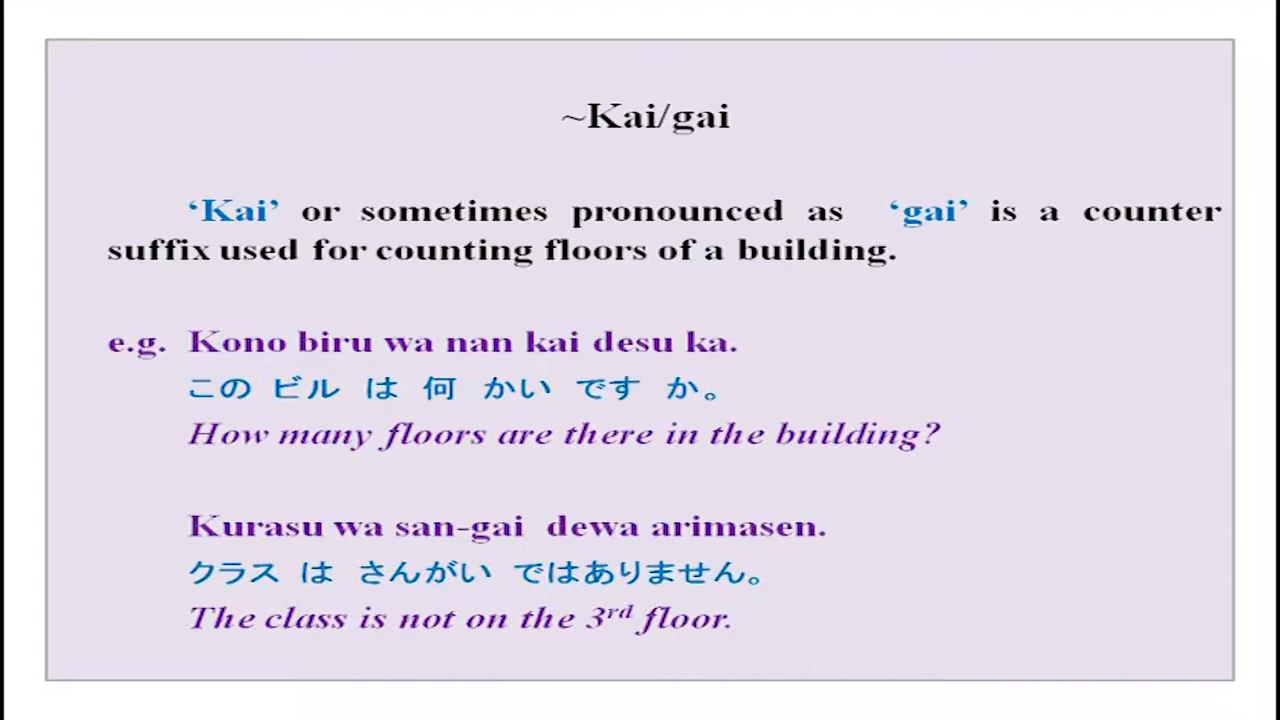 ~Kai/gai
‘Kai’ or sometimes pronounced as ‘gai’ is a counter
suffix used for counting floors of a building.
e.g. Kono biru wa nan kai desu ka.
この ビル は 何 かい です か。
How many floors are there in the building?
Kurasu wa san-gai dewa arimasen.
クラス は さんがい ではありません。
The class is not on the 3rd floor.